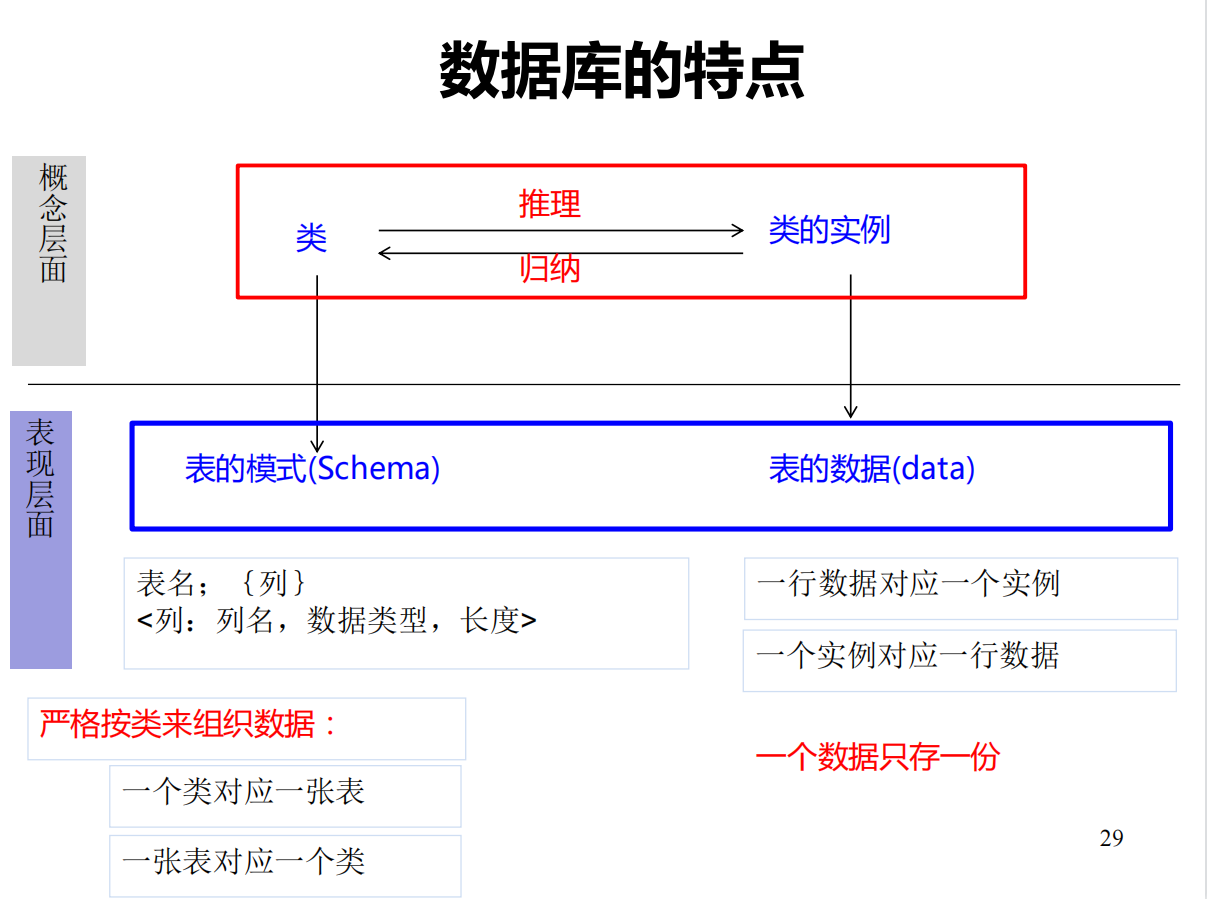 数据库的特点
概念层面
推理
类
类的实例
归纳
表现层面
表的模式(Schema)
表的数据(data)
表名；｛列｝
<列：列名，数据类型，长度>
一行数据对应一个实例
一个实例对应一行数据
严格按类来组织数据：
一个类对应一张表
一张表对应一个类
一个数据只存一份
29